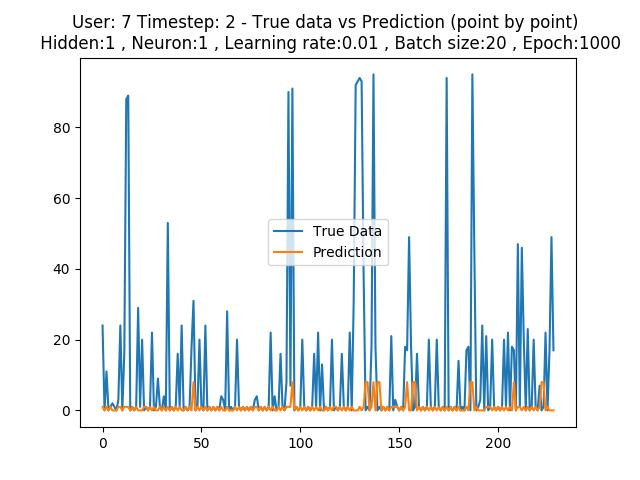 User: 7 Timestep: 2 - True data vs Prediction (point by point)
Hidden:1 , Neuron:1 , Learning rate:0.01 , Batch size:20 , Epoch:1000
80
60
40
20
0
True Data
Prediction
0 50 100 150 200